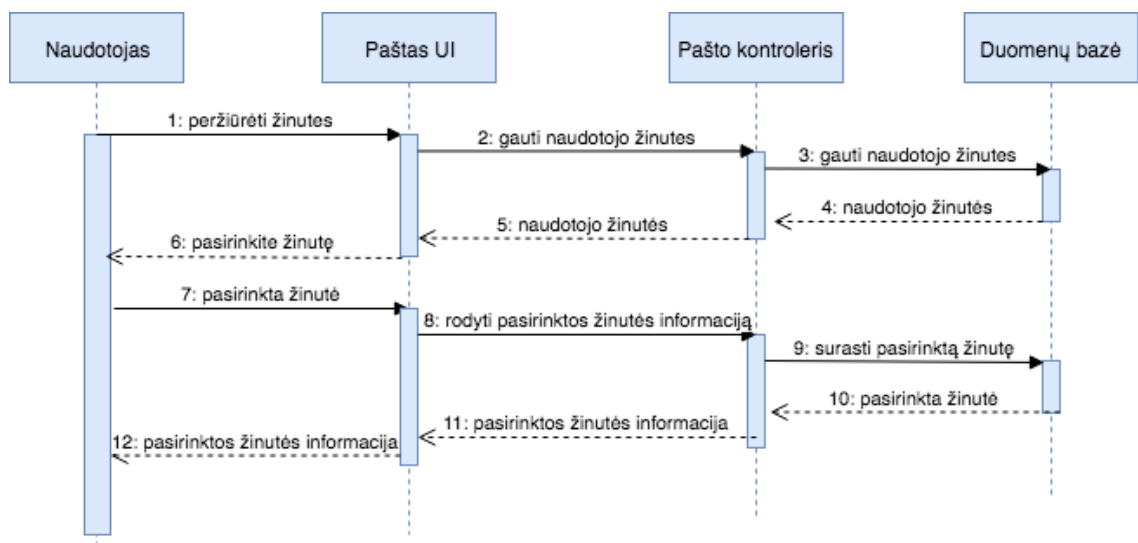 Naudotojas
Paštas UI
Pašto kontroleris
Duomenų bazė
1: peržiūrėti žinutes
2: gauti naudotojo žinutes
3: gauti naudotojo žinutes
4: naudotojo žinutės
5: naudotojo žinutės
6: pasirinkite žinutę
7: pasirinkta žinutė
8: rodyti pasirinktos žinutės informaciją
9: surasti pasirinktą žinutę
10: pasirinkta žinutė
11: pasirinktos žinutės informacija
12: pasirinktos žinutės informacija